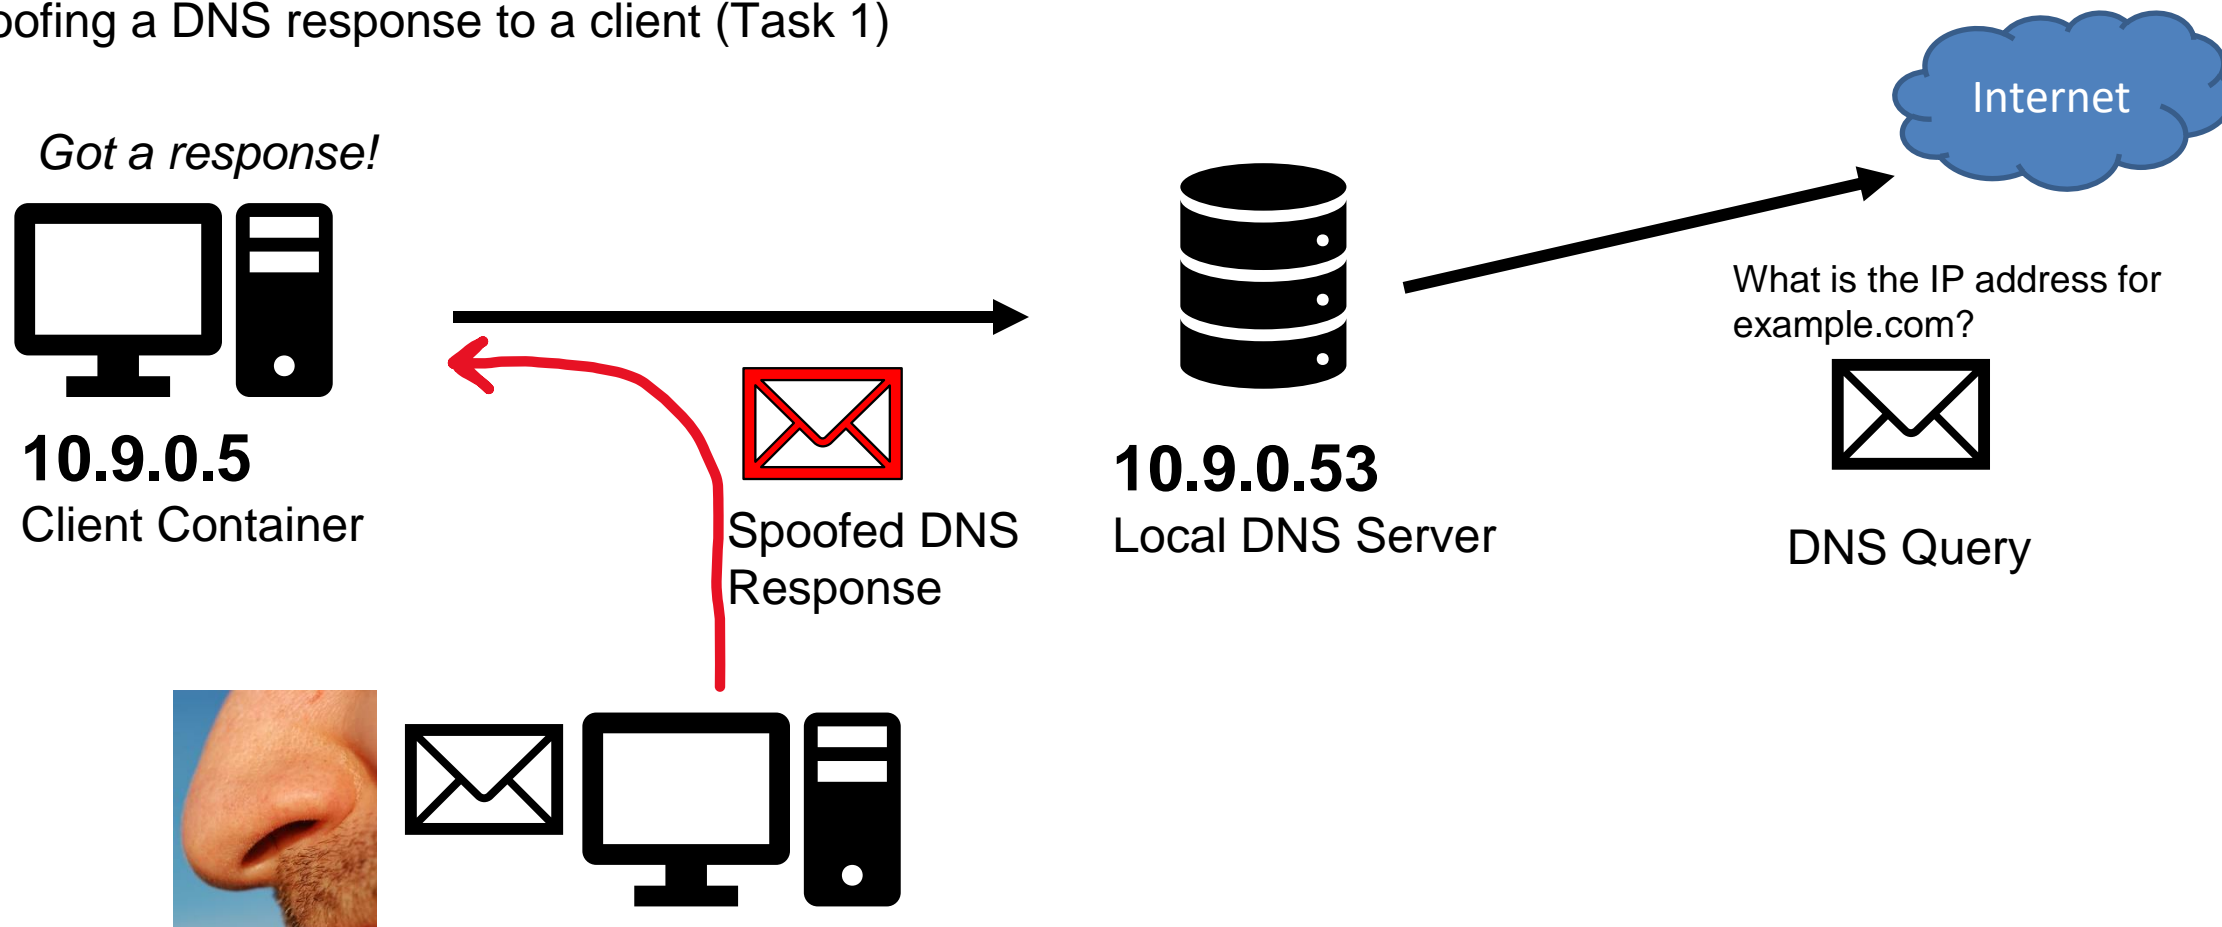 oofing a DNS response to a client (Task 1)
Internet
Got a response!
What is the IP address for
example.com?
10.9.0.5
Client Container
10.9.0.53
Local DNS Server
Spoofed DNS
Response
DNS Query